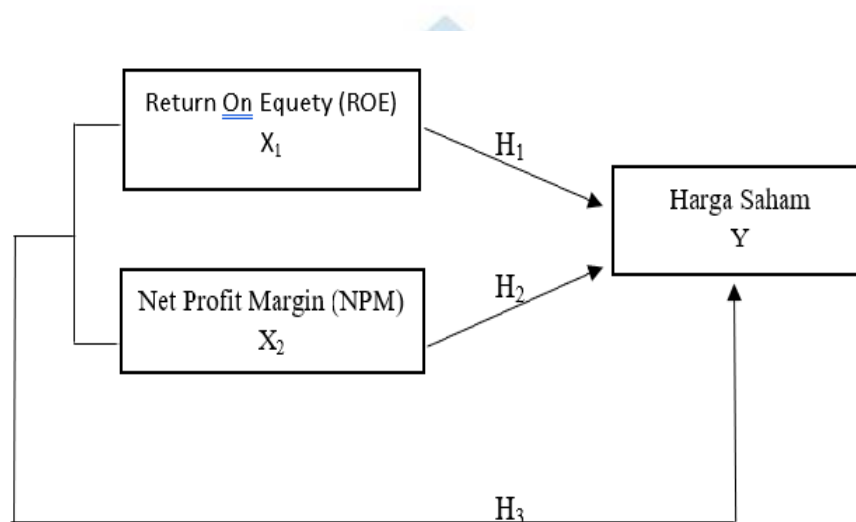 Return On Equety (ROE)
X₁
H₁
Harga Saham
Y
Net Profit Margin (NPM)
X₂
H₂
H₃